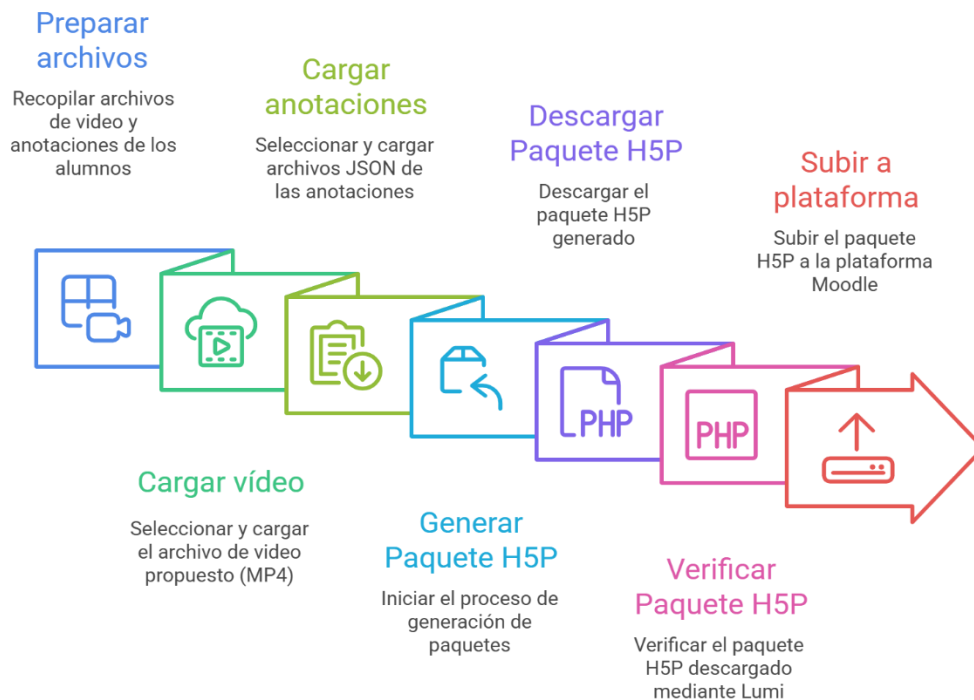 Preparar
archivos
Recopilar archivos
de video y
anotaciones de los
alumnos
Cargar vídeo
Seleccionar y cargar
el archivo de video
propuesto (MP4)
Cargar
anotaciones
Seleccionar y cargar
archivos JSON de
las anotaciones
Generar
Paquete H5P
Iniciar el proceso de
generación de
paquetes
Descargar
Paquete H5P
Descargar el
paquete H5P
generado
PHP
Verificar
Paquete H5P
Verificar el paquete
H5P descargado
mediante Lumi
PHP
Subir a
plataforma
Subir el paquete
H5P a la plataforma
Moodle